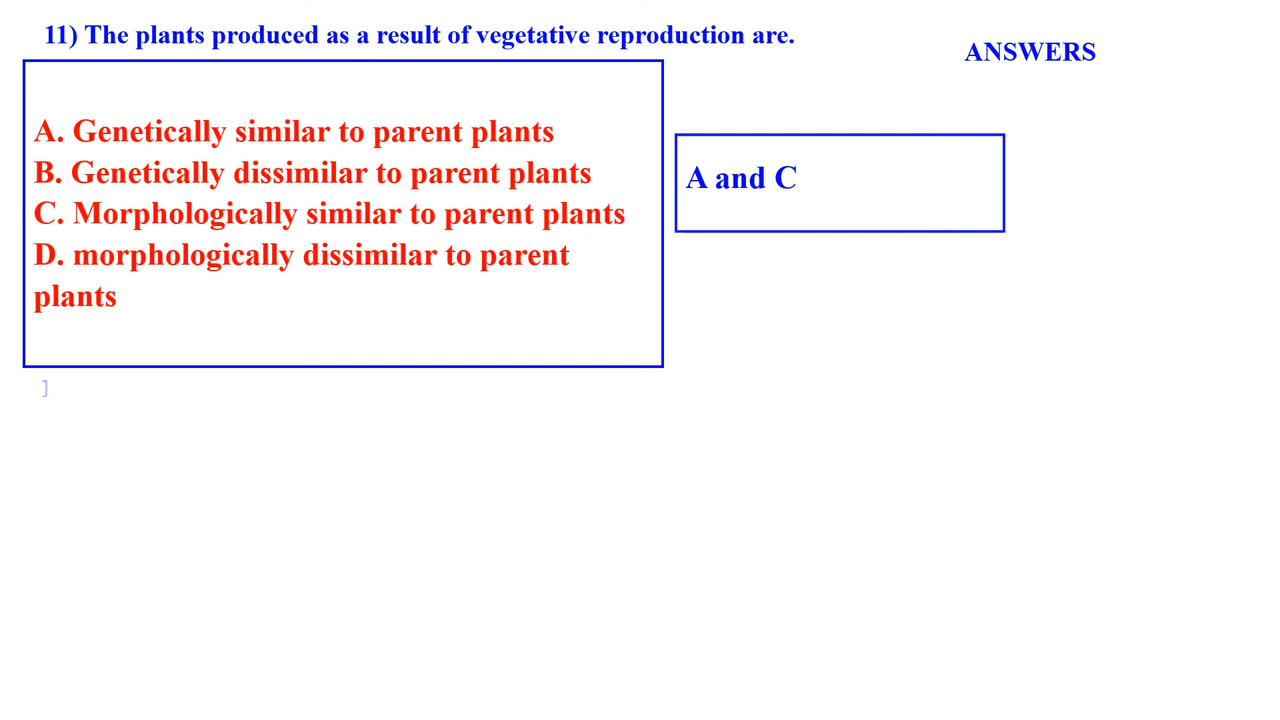 11) The plants produced as a result of vegetative reproduction are.
ANSWERS
A. Genetically similar to parent plants
B. Genetically dissimilar to parent plants
C. Morphologically similar to parent plants
D. morphologically dissimilar to parent
plants
A and C
]